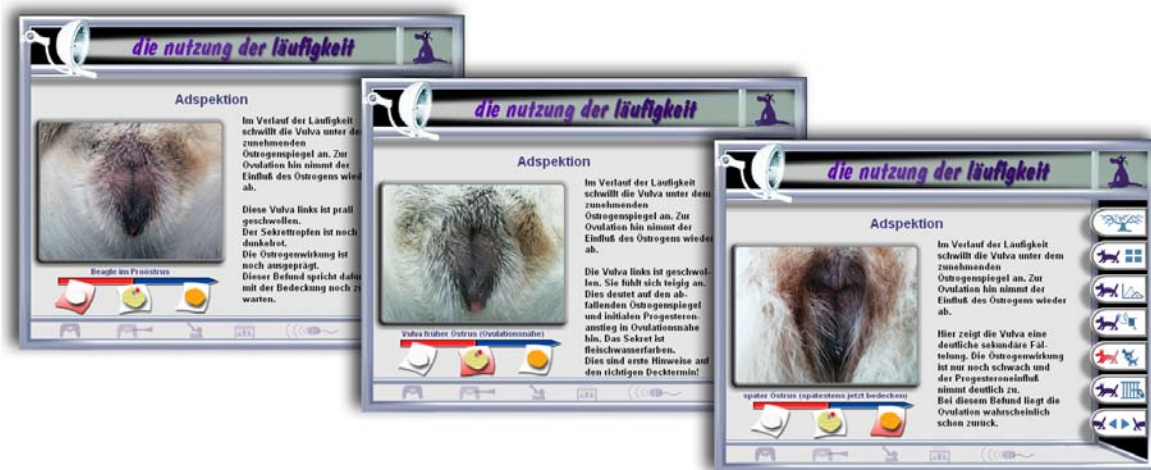 die nutzung der läufigkeit
Adspektion
Im Verlauf der Läufigkeit
schwillt die Vulva unter
zunehmenden
Östrogenspiegel an. Zur
Ovulation hin nimmt der
Einfluß des Östrogens
ab.
Diese Vulva links ist prall
geschwollen.
Der Sekrettropfen ist noch
dunkelrot.
Die Östrogenwirkung ist
noch ausgeprägt.
Dieser Befund spricht
mit der Bedeckung noch
warten.
Beagle im Proöstrus
die nutzung der läufigkeit
Adspektion
Im Verlauf der Läufigkeit
schwillt die Vulva unter dem
zunehmenden
Östrogenspiegel an. Zur
Ovulation hin nimmt der
Einfluß des Östrogens wieder
ab.
Die Vulva links ist geschwol-
len. Sie fühlt sich teigig an.
Dies deutet auf den ab-
fallenden Östrogenspiegel
und initialen Progesteron-
anstieg in Ovulationsnähe
hin. Das Sekret ist
fleischwasserfarben.
Dies sind erste Hinweise auf
den richtigen Decktermin!
Vulva früher Östrus (Ovulationsnähe)
die nutzung der läufigkeit
Adspektion
Im Verlauf der Läufigkeit
schwillt die Vulva unter dem
zunehmenden
Östrogenspiegel an. Zur
Ovulation hin nimmt der
Einfluß des Östrogens wieder
ab.
Hier zeigt die Vulva eine
deutliche sekundäre Fäl-
telung. Die Östrogenwirkung
ist nur noch schwach und
der Progesteroneinfluß
nimmt deutlich zu.
Bei diesem Befund liegt die
Ovulation wahrscheinlich
schon zurück.
später Östrus (spätestens jetzt bedecken)